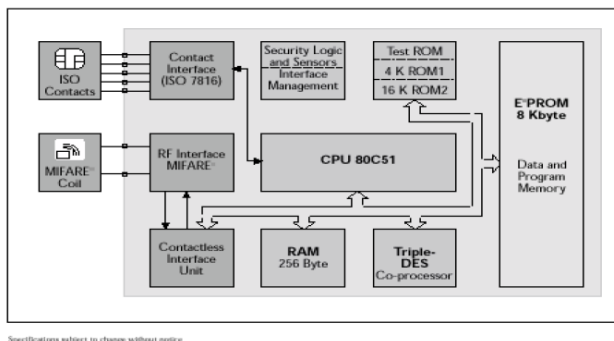 ISO
Contacts
Contact
Interface
(ISO 7816)
Security Logic
and Sensors
Interface
Management
Test ROM
4 K ROM1
16 K ROM2
E²PROM
8 Kbyte
Data and
Program
Memory
MIFARE®
Coil
RF Interface
MIFARE®
CPU 80C51
Contactless
Interface
Unit
RAM
256 Byte
Triple-
DES
Co-processor
Specifications subject to change without notice